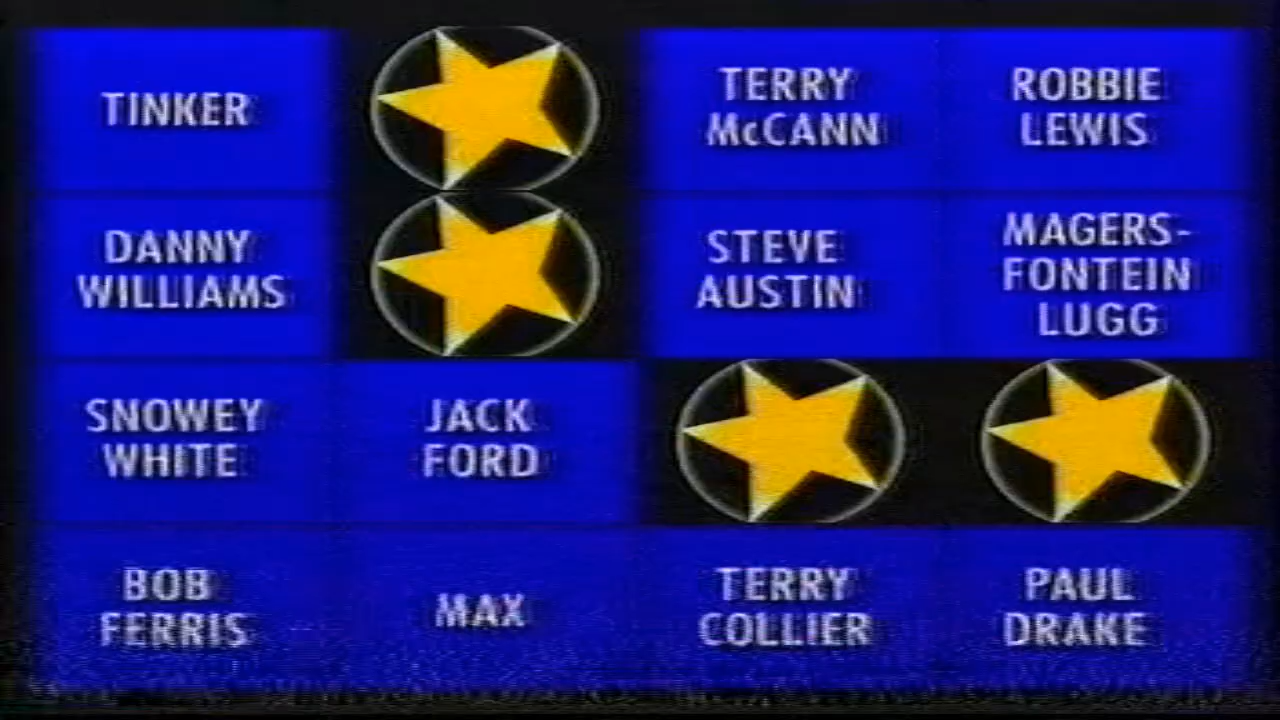 TINKER
TERRY
McCANN
ROBBIE
LEWIS
DANNY
WILLIAMS
STEVE
AUSTIN
MAGERS-
FONTEIN
LUGG
SNOWEY
WHITE
JACK
FORD
BOB
FERRIS
MAX
TERRY
COLLIER
PAUL
DRAKE